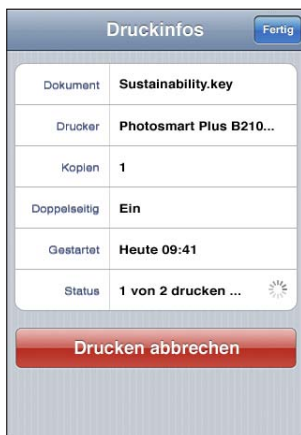 Druckinfos
Fertig
Dokument Sustainability.key
Drucker Photosmart Plus B210...
Kopien 1
Doppelseitig Ein
Gestartet Heute 09:41
Status 1 von 2 drucken ...
Drucken abbrechen